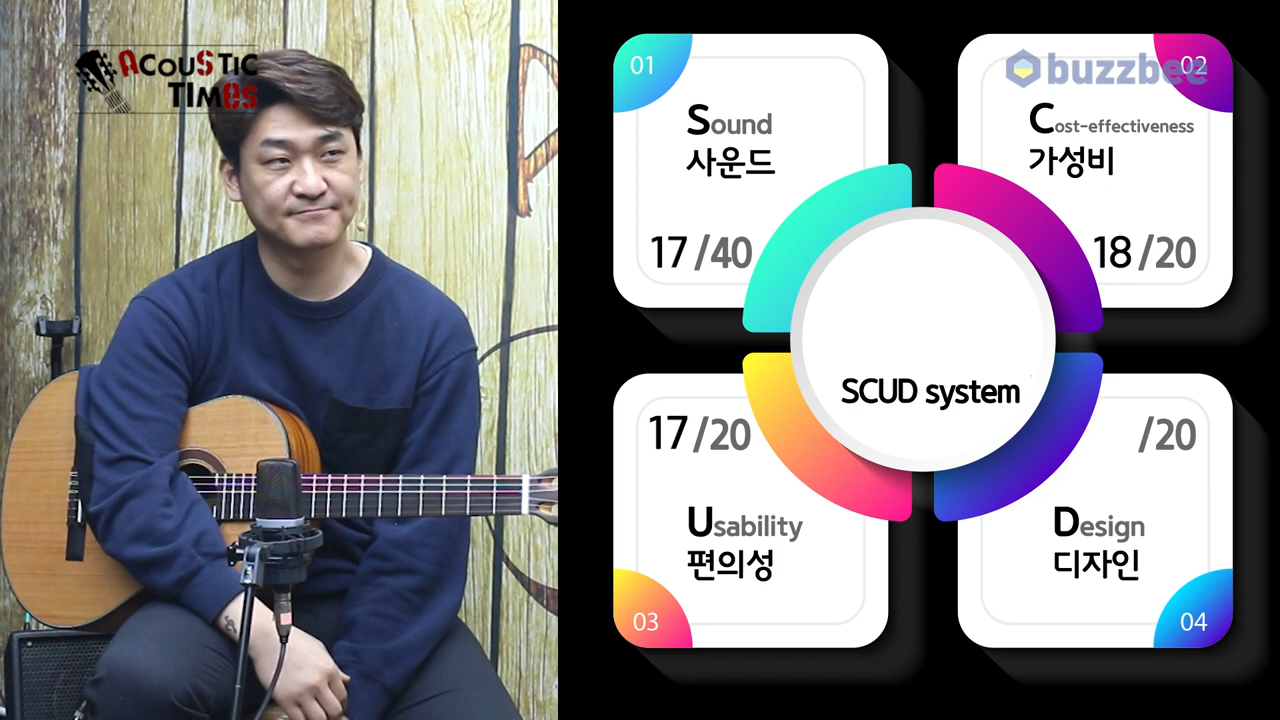 ACOUSTIC
TIMES
buzzbee
01
Sound
사운드
17/40
02
Cost-effectiveness
가성비
18/20
SCUD system
17/20
Usability
편의성
03
/20
Design
디자인
04